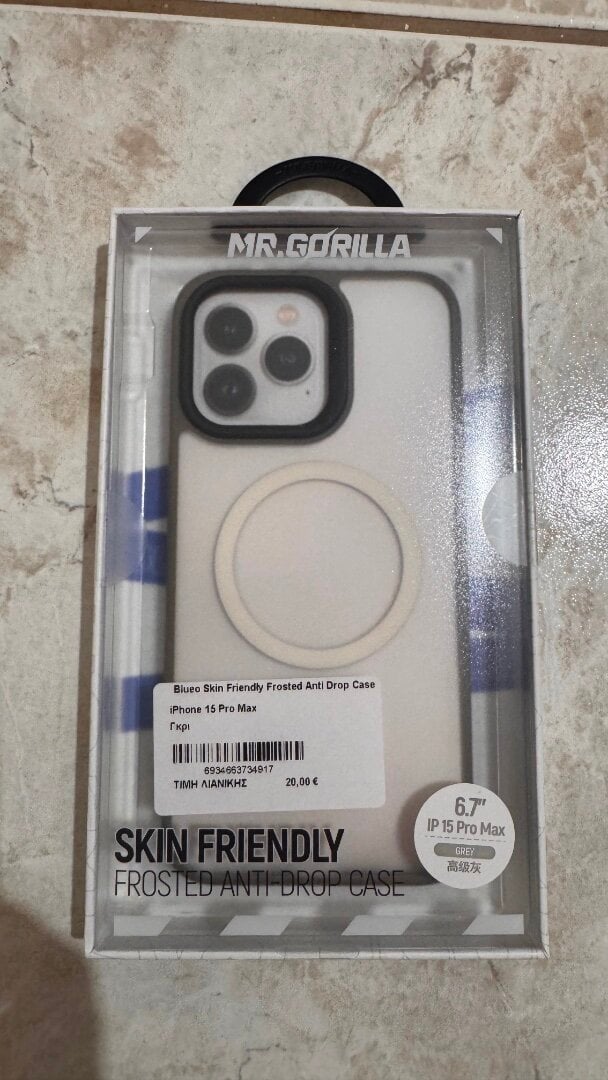 MR.GORILLA
Blueo Skin Friendly Frosted Anti Drop Case
iPhone 15 Pro Max
Γκρι
6934663734917
ΤΙΜΗ ΛΙΑΝΙΚΗΣ 20,00 €
6.7"
IP 15 Pro Max
GREY
高级灰
SKIN FRIENDLY
FROSTED ANTI-DROP CASE